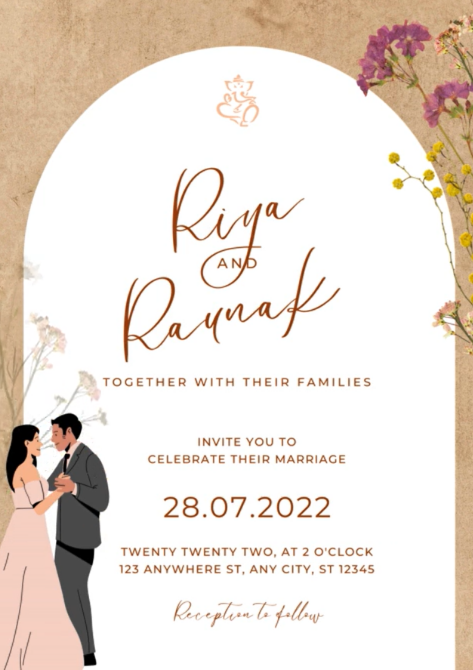 Riya
AND
Raunak
TOGETHER WITH THEIR FAMILIES
INVITE YOU TO
CELEBRATE THEIR MARRIAGE
28.07.2022
TWENTY TWENTY TWO, AT 2 O'CLOCK
123 ANYWHERE ST, ANY CITY, ST 12345
Reception to follow